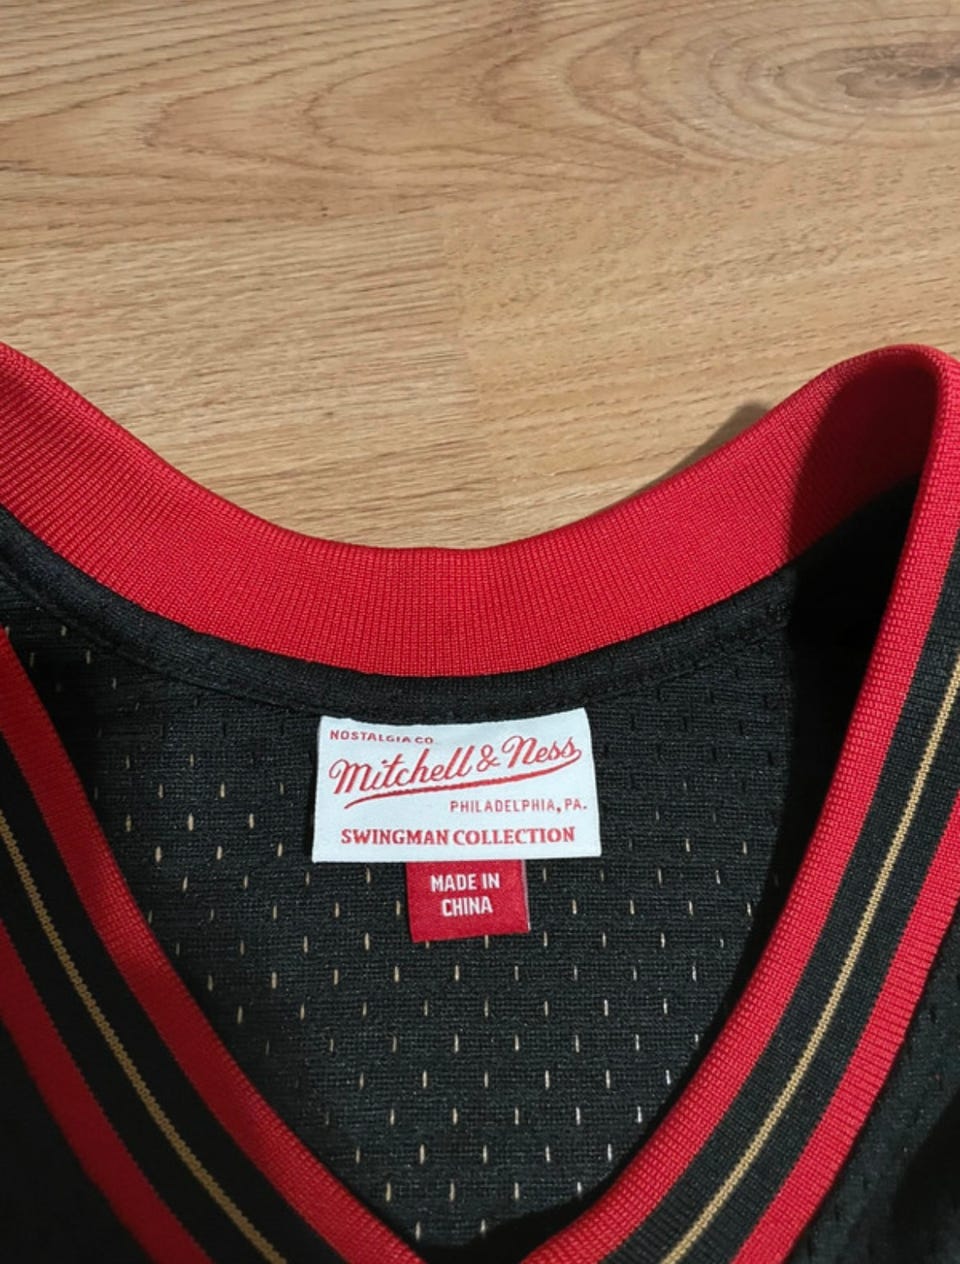 NOSTALGIA CO.
Mitchell & Ness
PHILADELPHIA, PA.
SWINGMAN COLLECTION
MADE IN
CHINA